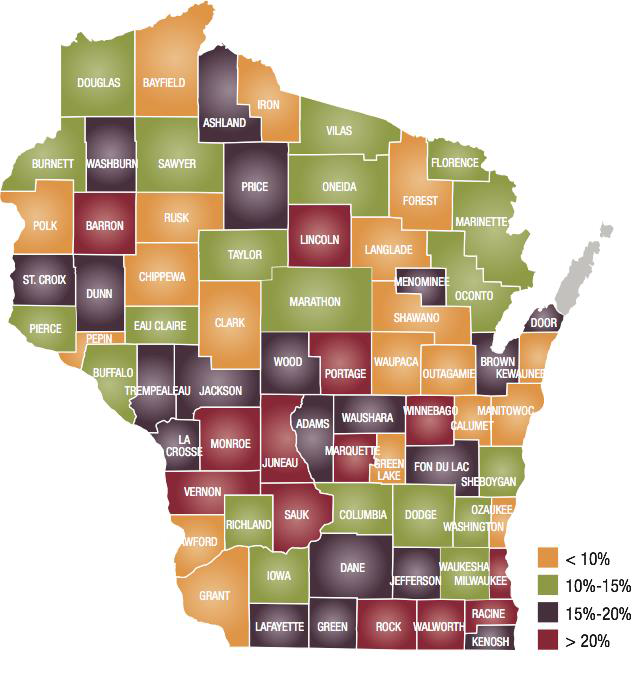 DOUGLAS
BAYFIELD
ASHLAND
IRON
VILAS
BURNETT
WASHBURN
SAWYER
PRICE
ONEIDA
FLORENCE
FOREST
MARINETTE
POLK
BARRON
RUSK
LINCOLN
TAYLOR
LANGLADE
ST. CROIX
DUNN
CHIPPEWA
MENOMINEE
OCONTO
MARATHON
CLARK
SHAWANO
PIERCE
EAU CLAIRE
DOOR
PEPIN
WOOD
PORTAGE
WAUPACA
OUTAGAMIE
BROWN
KEWAUNEE
BUFFALO
TREMPEALEAU
JACKSON
ADAMS
WAUSHARA
WINNEBAGO
CALUMET
MANITOWOC
LA
CROSSE
MONROE
JUNEAU
MARQUETTE
GREEN
LAKE
FON DU LAC
SHEBOYGAN
VERNON
RICHLAND
SAUK
COLUMBIA
DODGE
OZAUKEE
WASHINGTON
WFORD
GRANT
IOWA
DANE
JEFFERSON
WAUKESHA
MILWAUKEE
LAFAYETTE
GREEN
ROCK
WALWORTH
RACINE
KENOSH
< 10%
10%-15%
15%-20%
> 20%